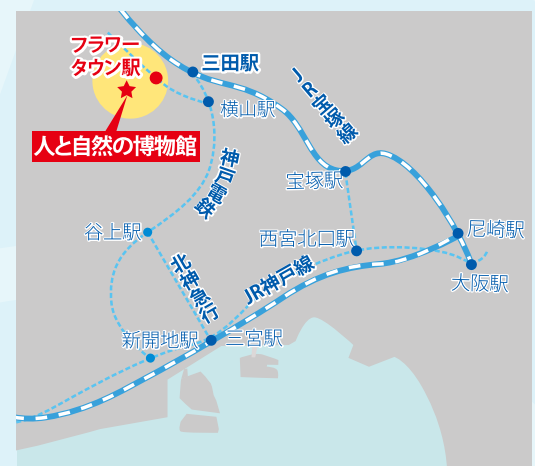 フラワー
タウン駅
三田駅
JR宝塚線
横山駅
人と自然の博物館
神戸電鉄
宝塚駅
谷上駅
西宮北口駅
尼崎駅
北神急行
JR神戸線
大阪駅
新開地駅
三宮駅